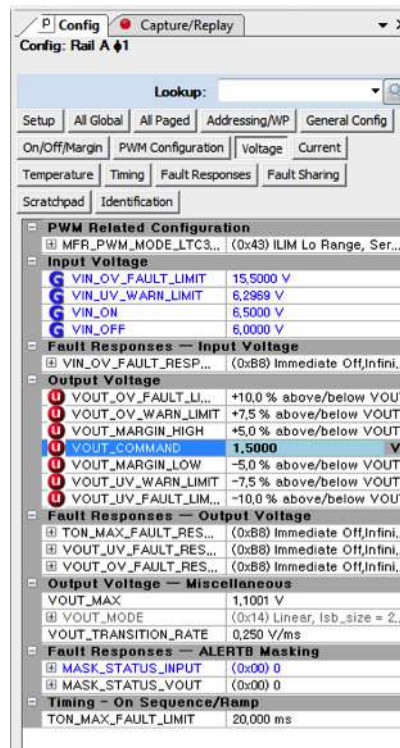 Config Capture/Replay
Config: Rail A ϕ1
Lookup:
Setup All Global All Paged Addressing/WP General Config
On/Off/Margin PWM Configuration Voltage Current
Temperature Timing Fault Responses Fault Sharing
Scratchpad Identification
PWM Related Configuration
MFR_PWM_MODE_LTC3... (0x43) ILIM Lo Range, Ser...
Input Voltage
G VIN_OV_FAULT_LIMIT 15,5000 V
G VIN_UV_WARN_LIMIT 6,2969 V
G VIN_ON 6,5000 V
G VIN_OFF 6,0000 V
Fault Responses — Input Voltage
VIN_OV_FAULT_RESP... (0xB8) Immediate Off,Infini...
Output Voltage
U VOUT_OV_FAULT_LI... +10,0 % above/below VOUT
U VOUT_OV_WARN_LIMIT +7,5 % above/below VOUT
U VOUT_MARGIN_HIGH +5,0 % above/below VOUT
U VOUT_COMMAND 1,5000 V
U VOUT_MARGIN_LOW -5,0 % above/below VOUT
U VOUT_UV_WARN_LIMIT -7,5 % above/below VOUT
U VOUT_UV_FAULT_LIM... -10,0 % above/below VOUT
Fault Responses — Output Voltage
TON_MAX_FAULT_RES... (0xB8) Immediate Off,Infini...
VOUT_UV_FAULT_RES... (0xB8) Immediate Off,Infini...
VOUT_OV_FAULT_RES... (0xB8) Immediate Off,Infini...
Output Voltage — Miscellaneous
VOUT_MAX 1,1001 V
VOUT_MODE (0x14) Linear, lsb_size = 2...
VOUT_TRANSITION_RATE 0,250 V/ms
Fault Responses — ALERTB Masking
MASK_STATUS_INPUT (0x00) 0
MASK_STATUS_VOUT (0x00) 0
Timing - On Sequence/Ramp
TON_MAX_FAULT_LIMIT 20,000 ms